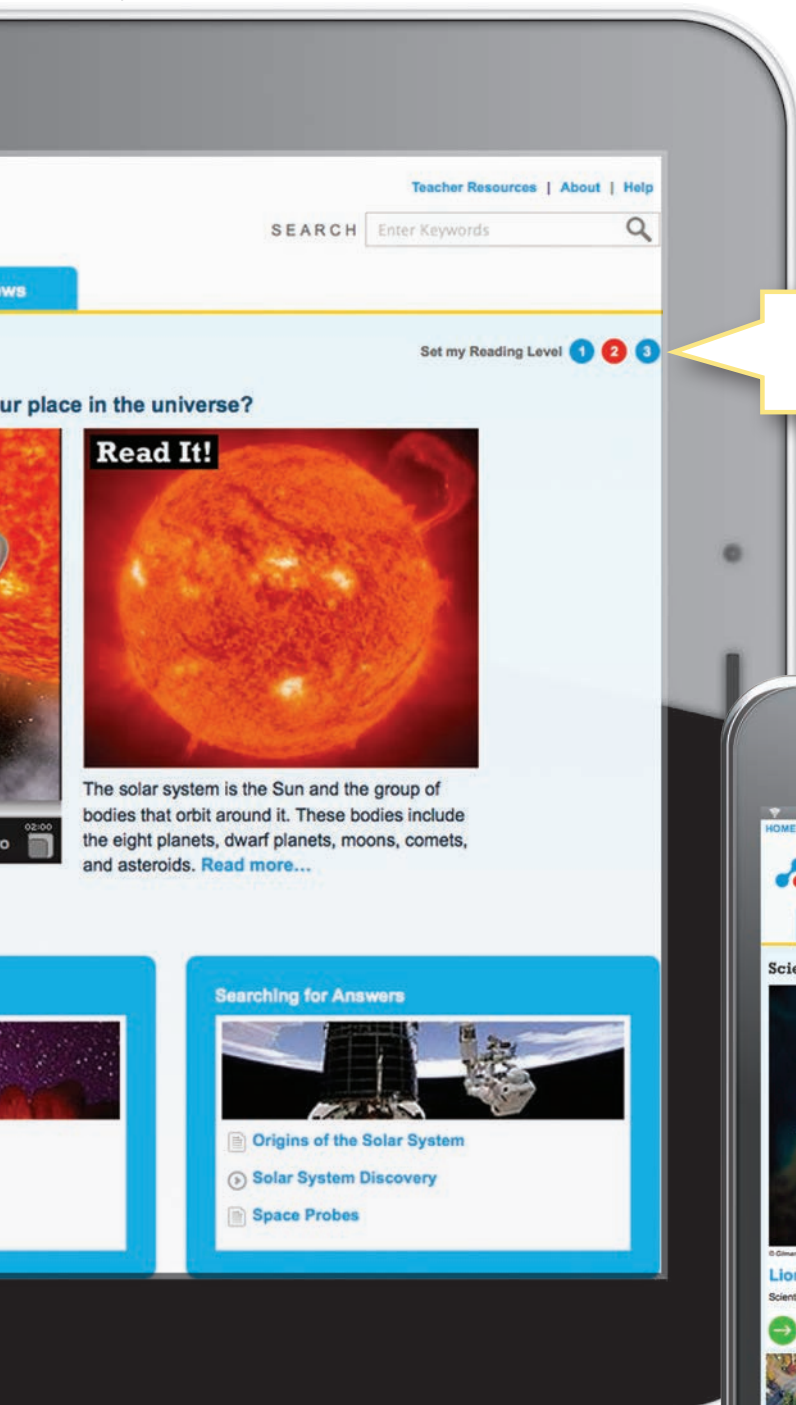 Teacher Resources | About | Help
SEARCH Enter Keywords
ews
Set my Reading Level 1 2 3
ur place in the universe?
Read It!
The solar system is the Sun and the group of
bodies that orbit around it. These bodies include
the eight planets, dwarf planets, moons, comets,
and asteroids. Read more...
02:00
o
Searching for Answers
Origins of the Solar System
Solar System Discovery
Space Probes
HOME
Scie
Lion
Scient